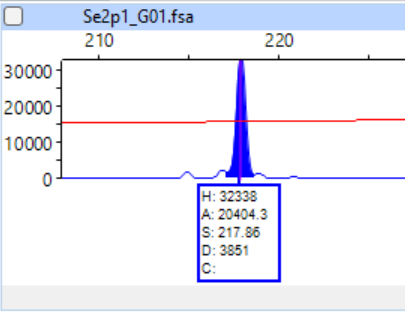 Se2p1_G01.fsa
210 220
30000
20000
10000
0
H: 32338
A: 20404.3
S: 217.86
D: 3851
C: